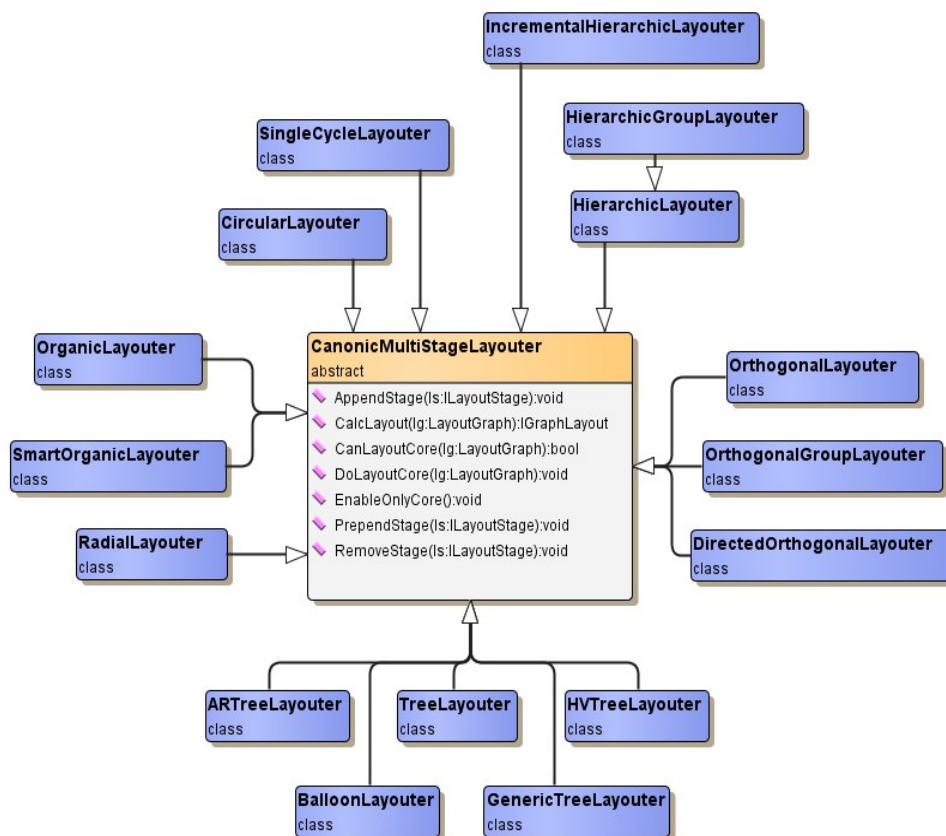 IncrementalHierarchicLayouter
class
HierarchicGroupLayouter
class
SingleCycleLayouter
class
HierarchicLayouter
class
CircularLayouter
class
CanonicMultiStageLayouter
abstract
AppendStage(ls:ILayoutStage):void
CalcLayout(lg:LayoutGraph):IGraphLayout
CanLayoutCore(lg:LayoutGraph):bool
DoLayoutCore(lg:LayoutGraph):void
EnableOnlyCore():void
PrependStage(ls:ILayoutStage):void
RemoveStage(ls:ILayoutStage):void
OrganicLayouter
class
SmartOrganicLayouter
class
RadialLayouter
class
OrthogonalLayouter
class
OrthogonalGroupLayouter
class
DirectedOrthogonalLayouter
class
ARTreeLayouter
class
TreeLayouter
class
HVTreeLayouter
class
BalloonLayouter
class
GenericTreeLayouter
class